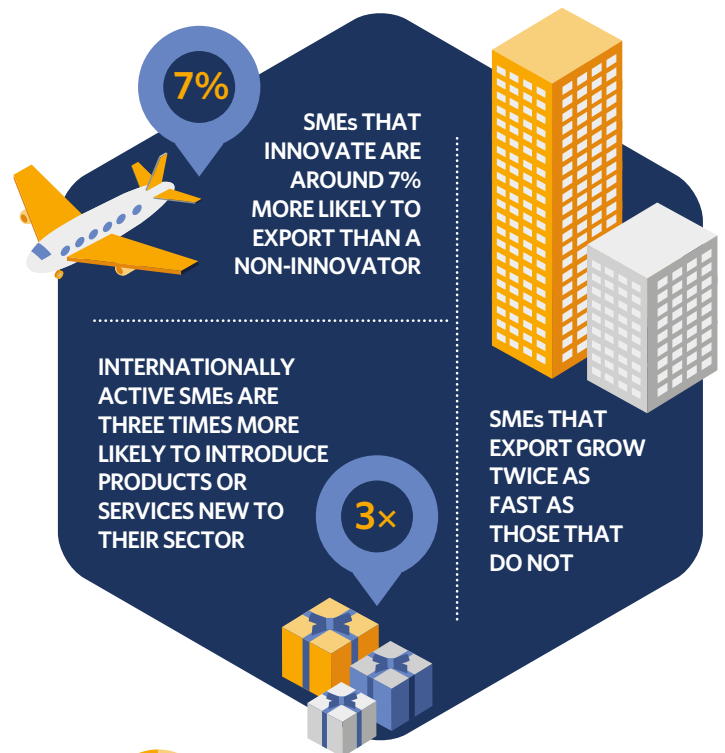 7%
SMEs THAT
INNOVATE ARE
AROUND 7%
MORE LIKELY TO
EXPORT THAN A
NON-INNOVATOR
INTERNATIONALLY
ACTIVE SMEs ARE
THREE TIMES MORE
LIKELY TO INTRODUCE
PRODUCTS OR
SERVICES NEW TO
THEIR SECTOR
3×
SMEs THAT
EXPORT GROW
TWICE AS
FAST AS
THOSE THAT
DO NOT